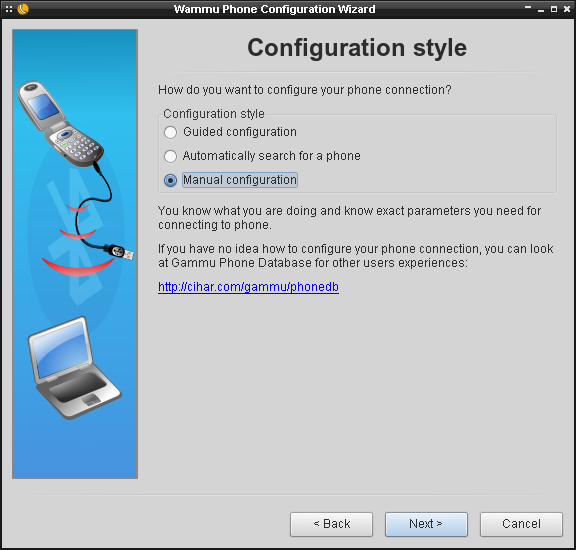 Wammu Phone Configuration Wizard
Configuration style
How do you want to configure your phone connection?
Configuration style
Guided configuration
Automatically search for a phone
Manual configuration
You know what you are doing and know exact parameters you need for
connecting to phone.
If you have no idea how to configure your phone connection, you can look
at Gammu Phone Database for other users experiences:
http://cihar.com/gammu/phonedb
< Back
Next >
Cancel